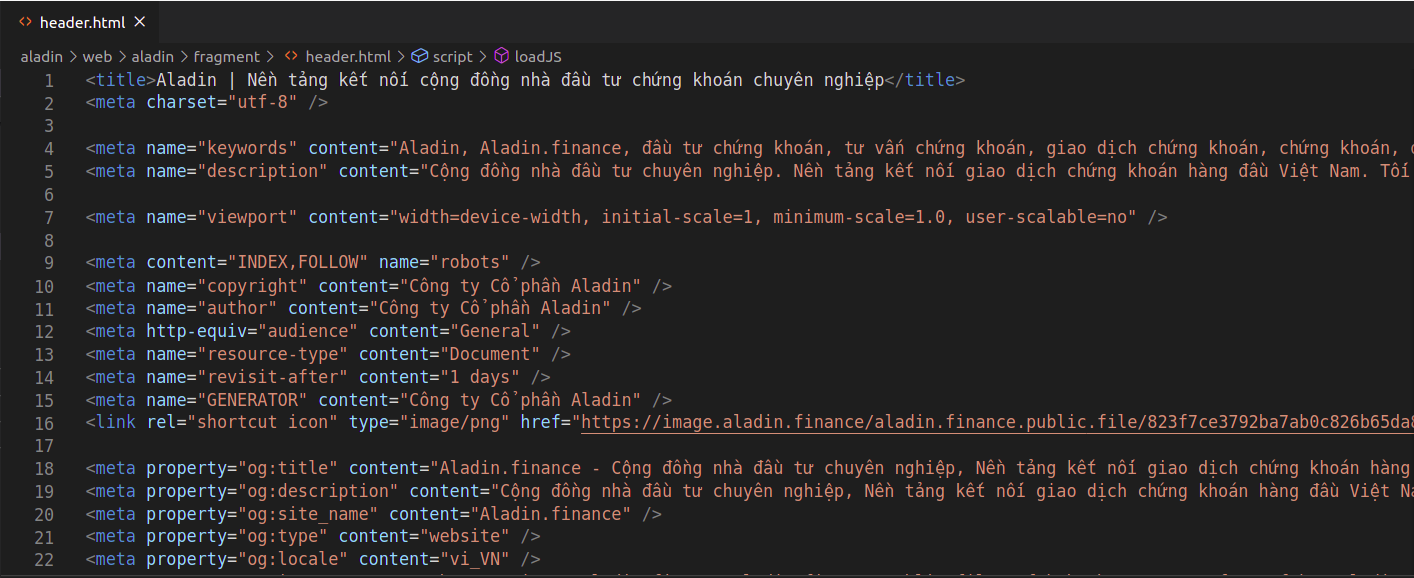 header.html
aladin > web > aladin > fragment > header.html > script > loadJS
1 <title>Aladin | Nền tảng kết nối cộng đồng nhà đầu tư chứng khoán chuyên nghiệp</title>
2 <meta charset="utf-8" />
3
4 <meta name="keywords" content="Aladin, Aladin.finance, đầu tư chứng khoán, tư vấn chứng khoán, giao dịch chứng khoán, chứng khoán,
5 <meta name="description" content="Cộng đồng nhà đầu tư chuyên nghiệp. Nền tảng kết nối giao dịch chứng khoán hàng đầu Việt Nam. Tối
6
7 <meta name="viewport" content="width=device-width, initial-scale=1, minimum-scale=1.0, user-scalable=no" />
8
9 <meta content="INDEX,FOLLOW" name="robots" />
10 <meta name="copyright" content="Công ty Cổ phần Aladin" />
11 <meta name="author" content="Công ty Cổ phần Aladin" />
12 <meta http-equiv="audience" content="General" />
13 <meta name="resource-type" content="Document" />
14 <meta name="revisit-after" content="1 days" />
15 <meta name="GENERATOR" content="Công ty Cổ phần Aladin" />
16 <link rel="shortcut icon" type="image/png" href="https://image.aladin.finance/aladin.finance.public.file/823f7ce3792ba7ab0c826b65da8
17
18 <meta property="og:title" content="Aladin.finance - Cộng đồng nhà đầu tư chuyên nghiệp, Nền tảng kết nối giao dịch chứng khoán hàng
19 <meta property="og:description" content="Cộng đồng nhà đầu tư chuyên nghiệp, Nền tảng kết nối giao dịch chứng khoán hàng đầu Việt
20 <meta property="og:site_name" content="Aladin.finance" />
21 <meta property="og:type" content="website" />
22 <meta property="og:locale" content="vi_VN" />